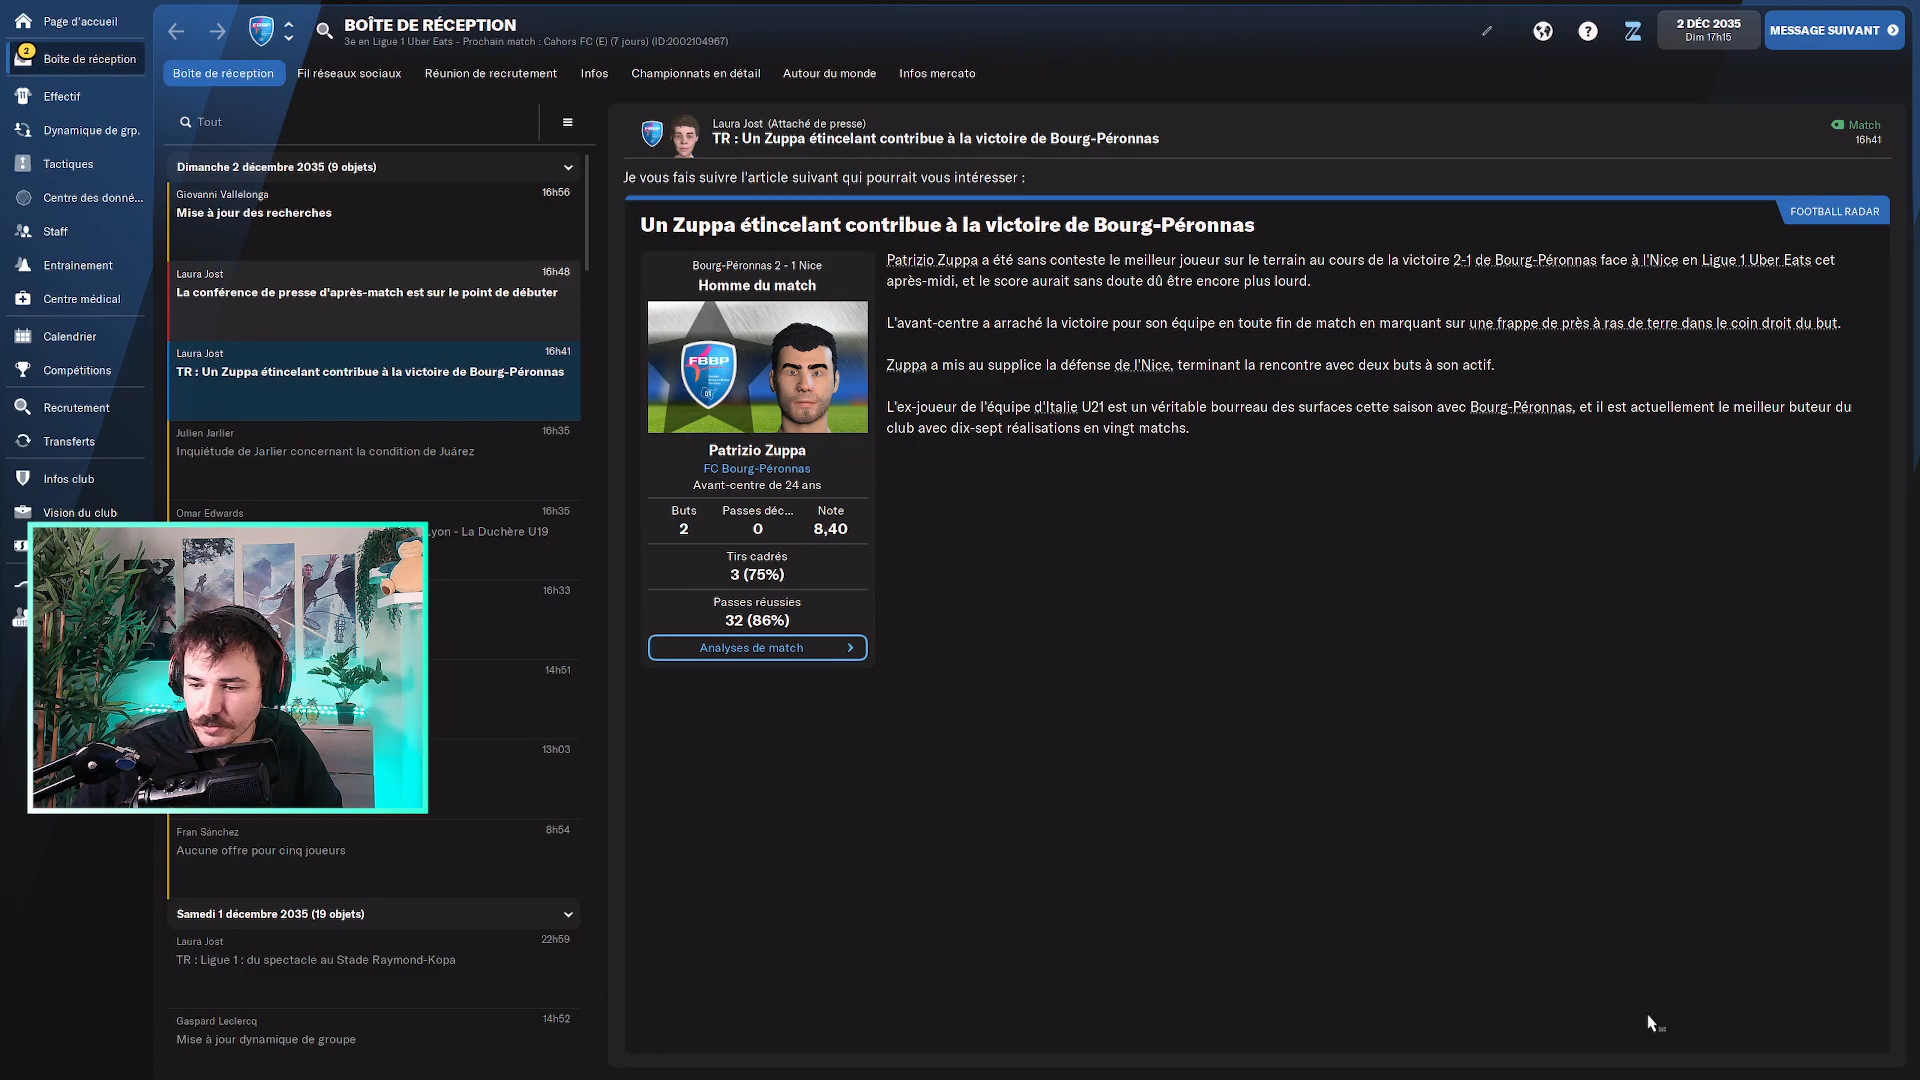 Page d'accueil
2
Boîte de réception
Effectif
Dynamique de grp.
Tactiques
Centre des donné...
Staff
Entraînement
Centre médical
Calendrier
Compétitions
Recrutement
Transferts
Infos club
Vision du club
BOÎTE DE RÉCEPTION
3e en Ligue 1 Uber Eats - Prochain match : Cahors FC (E) (7 jours) (ID:2002104967)
2 DÉC 2035
Dim 17h15
MESSAGE SUIVANT
Boîte de réception
Fil réseaux sociaux
Réunion de recrutement
Infos
Championnats en détail
Autour du monde
Infos mercato
Tout
Dimanche 2 décembre 2035 (9 objets)
Giovanni Vallelonga 16h56
Mise à jour des recherches
Laura Jost 16h48
La conférence de presse d'après-match est sur le point de débuter
Laura Jost 16h41
TR : Un Zuppa étincelant contribue à la victoire de Bourg-Péronnas
Julien Jarlier 16h35
Inquiétude de Jarlier concernant la condition de Juárez
Omar Edwards 16h35
Lyon - La Duchère U19
16h33
14h51
13h03
Fran Sánchez 8h54
Aucune offre pour cinq joueurs
Samedi 1 décembre 2035 (19 objets)
Laura Jost 22h59
TR : Ligue 1 : du spectacle au Stade Raymond-Kopa
Gaspard Leclercq 14h52
Mise à jour dynamique de groupe
Laura Jost (Attaché de presse)
TR : Un Zuppa étincelant contribue à la victoire de Bourg-Péronnas
Match
16h41
Je vous fais suivre l'article suivant qui pourrait vous intéresser :
FOOTBALL RADAR
Un Zuppa étincelant contribue à la victoire de Bourg-Péronnas
Bourg-Péronnas 2 - 1 Nice
Homme du match
FBBP
01
Patrizio Zuppa
FC Bourg-Péronnas
Avant-centre de 24 ans
Buts Passes déc... Note
2 0 8,40
Tirs cadrés
3 (75%)
Passes réussies
32 (86%)
Analyses de match
Patrizio Zuppa a été sans conteste le meilleur joueur sur le terrain au cours de la victoire 2-1 de Bourg-Péronnas face à l'Nice en Ligue 1 Uber Eats cet
après-midi, et le score aurait sans doute dû être encore plus lourd.
L'avant-centre a arraché la victoire pour son équipe en toute fin de match en marquant sur une frappe de près à ras de terre dans le coin droit du but.
Zuppa a mis au supplice la défense de l'Nice, terminant la rencontre avec deux buts à son actif.
L'ex-joueur de l'équipe d'Italie U21 est un véritable bourreau des surfaces cette saison avec Bourg-Péronnas, et il est actuellement le meilleur buteur du
club avec dix-sept réalisations en vingt matchs.